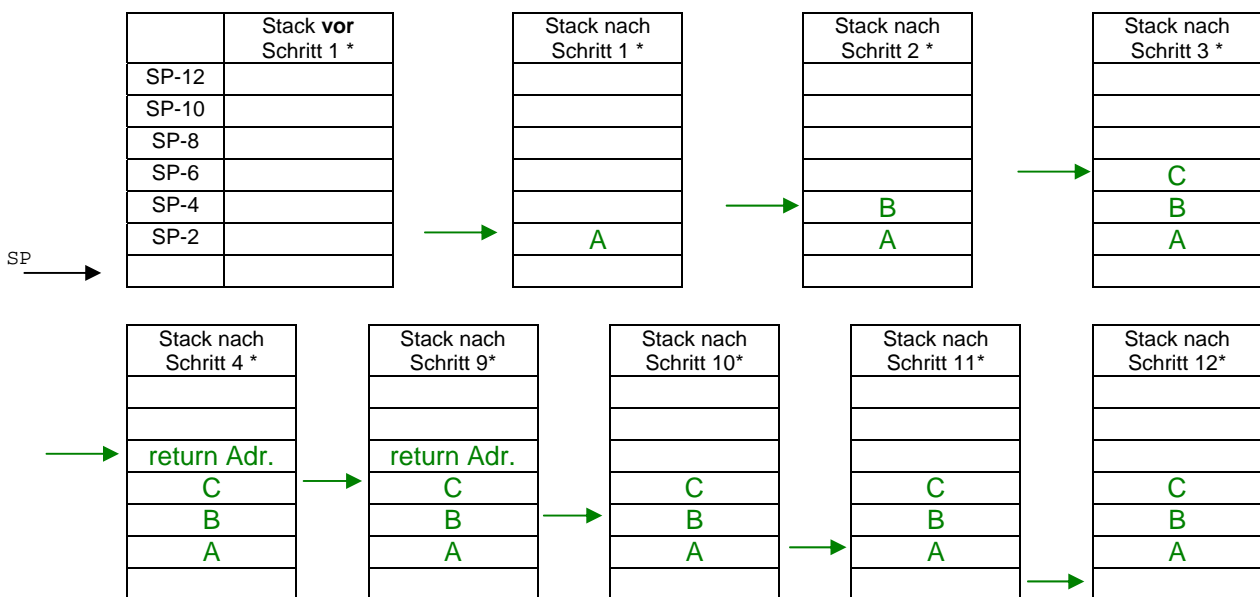 Stack vor
Schritt 1 *
SP-12
SP-10
SP-8
SP-6
SP-4
SP-2
SP
Stack nach
Schritt 1 *
A
Stack nach
Schritt 2 *
B
A
Stack nach
Schritt 3 *
C
B
A
Stack nach
Schritt 4 *
return Adr.
C
B
A
Stack nach
Schritt 9*
return Adr.
C
B
A
Stack nach
Schritt 10*
C
B
A
Stack nach
Schritt 11*
C
B
A
Stack nach
Schritt 12*
C
B
A